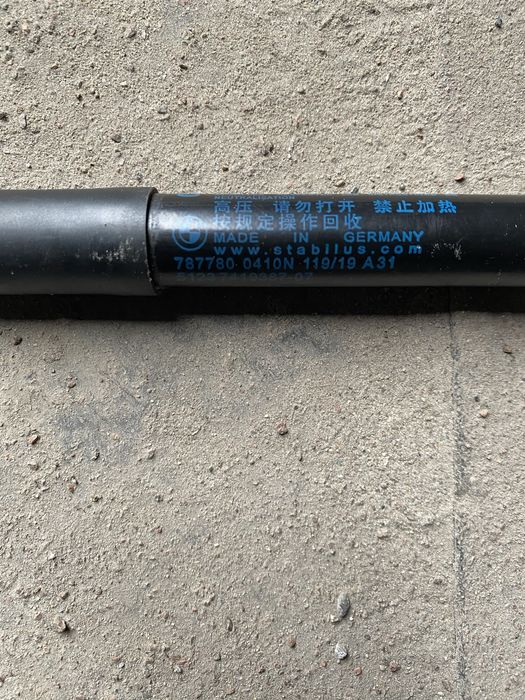 NEUTRALISATION
高压 请勿打开 禁止加热
按规定操作回收
MADE IN GERMANY
www.stabilus.com
787780 0410N 119/19 A31